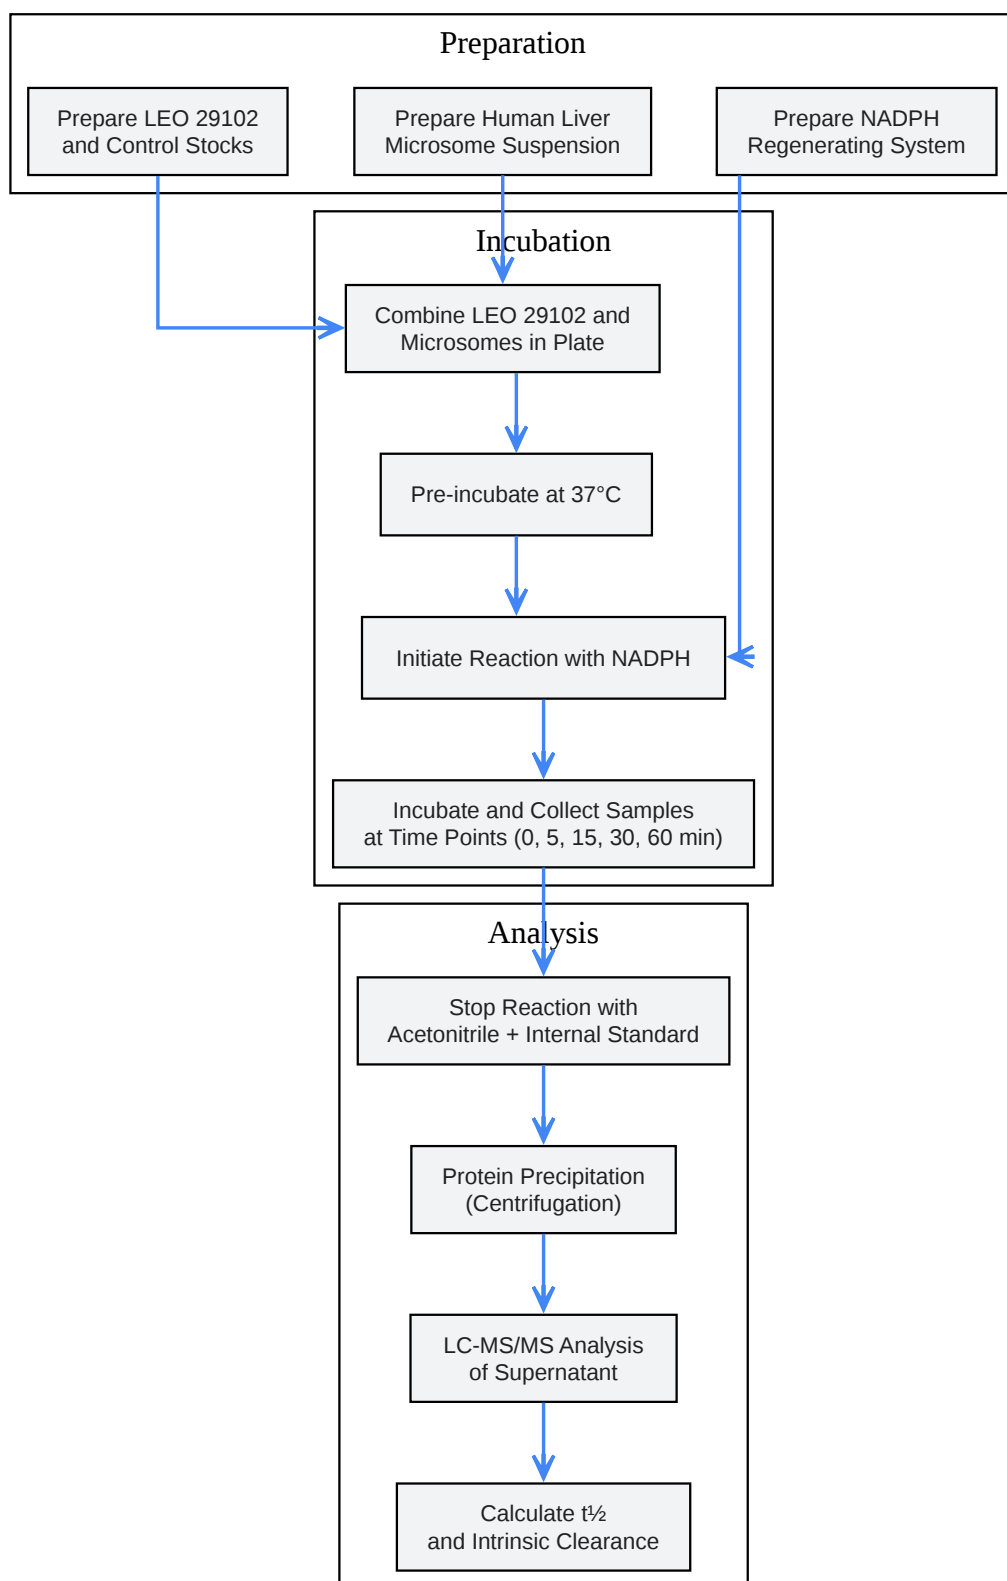 Preparation
Prepare LEO 29102
and Control Stocks
Prepare Human Liver
Microsome Suspension
Prepare NADPH
Regenerating System
Incubation
Combine LEO 29102 and
Microsomes in Plate
Pre-incubate at 37°C
Initiate Reaction with NADPH
Incubate and Collect Samples
at Time Points (0, 5, 15, 30, 60 min)
Analysis
Stop Reaction with
Acetonitrile + Internal Standard
Protein Precipitation
(Centrifugation)
LC-MS/MS Analysis
of Supernatant
Calculate t½
and Intrinsic Clearance